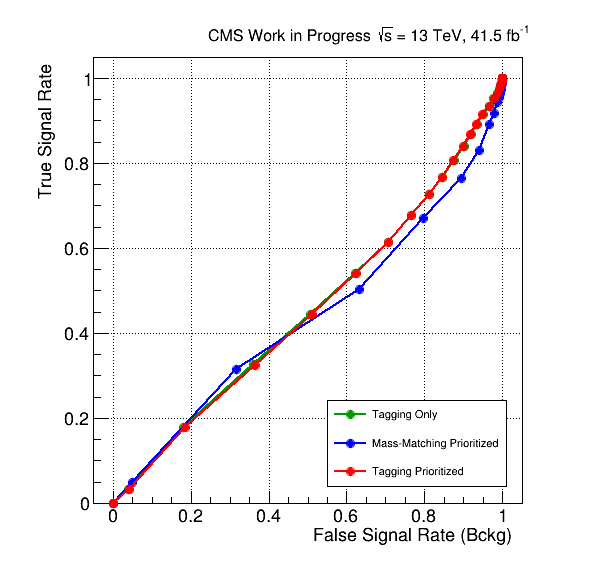 CMS Work in Progress √s = 13 TeV, 41.5 fb⁻¹
True Signal Rate
1
0.8
0.6
0.4
0.2
0
Tagging Only
Mass-Matching Prioritized
Tagging Prioritized
0 0.2 0.4 0.6 0.8 1
False Signal Rate (Bckg)